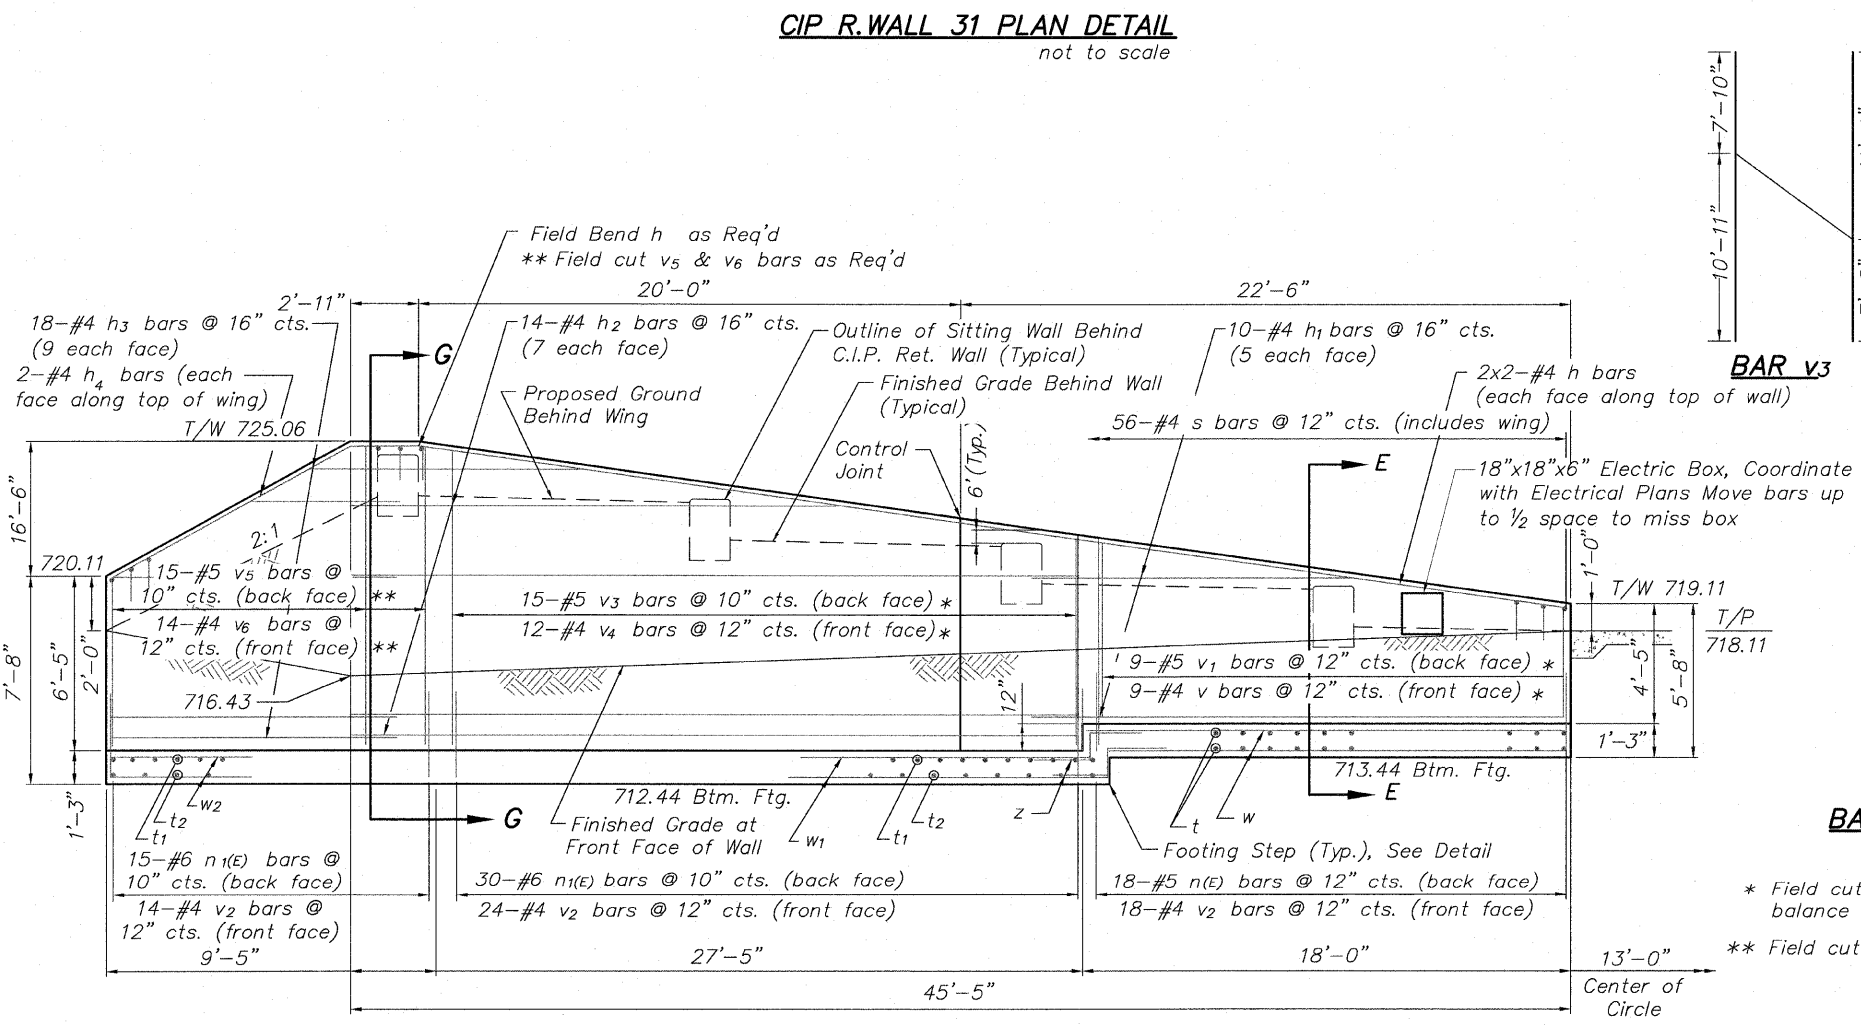 CIP R.WALL 31 PLAN DETAIL
not to scale
7'-10"
10'-11"
BAR v3
Field Bend h as Req'd
** Field cut v5 & v6 bars as Req'd
2'-11"
20'-0"
22'-6"
18-#4 h3 bars @ 16" cts.
(9 each face)
2-#4 h4 bars (each
face along top of wing)
T/W 725.06
G
14-#4 h2 bars @ 16" cts.
(7 each face)
Proposed Ground
Behind Wing
Outline of Sitting Wall Behind
C.I.P. Ret. Wall (Typical)
Finished Grade Behind Wall
(Typical)
Control
Joint
6' (Typ.)
10-#4 h1 bars @ 16" cts.
(5 each face)
2x2-#4 h bars
(each face along top of wall)
56-#4 s bars @ 12" cts. (includes wing)
E
18"x18"x6" Electric Box, Coordinate
with Electrical Plans Move bars up
to 1/2 space to miss box
16'-6"
2:1
720.11
15-#5 v5 bars @
10" cts. (back face) **
14-#4 v6 bars @
12" cts. (front face) **
15-#5 v3 bars @ 10" cts. (back face) *
12-#4 v4 bars @ 12" cts. (front face)*
1'-0"
T/W 719.11
T/P
718.11
7'-8"
6'-5"
2'-0"
716.43
12"
9-#5 v1 bars @ 12" cts. (back face) *
9-#4 v bars @ 12" cts. (front face) *
4'-5"
5'-8"
1'-3"
713.44 Btm. Ftg.
E
1'-3"
w2
t2
t1
G
712.44 Btm. Ftg.
Finished Grade at
Front Face of Wall
w1
t1
t2
z
t
w
Footing Step (Typ.), See Detail
BA
15-#6 n1(E) bars @
10" cts. (back face)
14-#4 v2 bars @
12" cts. (front face)
30-#6 n1(E) bars @ 10" cts. (back face)
24-#4 v2 bars @ 12" cts. (front face)
18-#5 n(E) bars @ 12" cts. (back face)
18-#4 v2 bars @ 12" cts. (front face)
* Field cut
balance
** Field cut
9'-5"
27'-5"
18'-0"
13'-0"
45'-5"
Center of
Circle